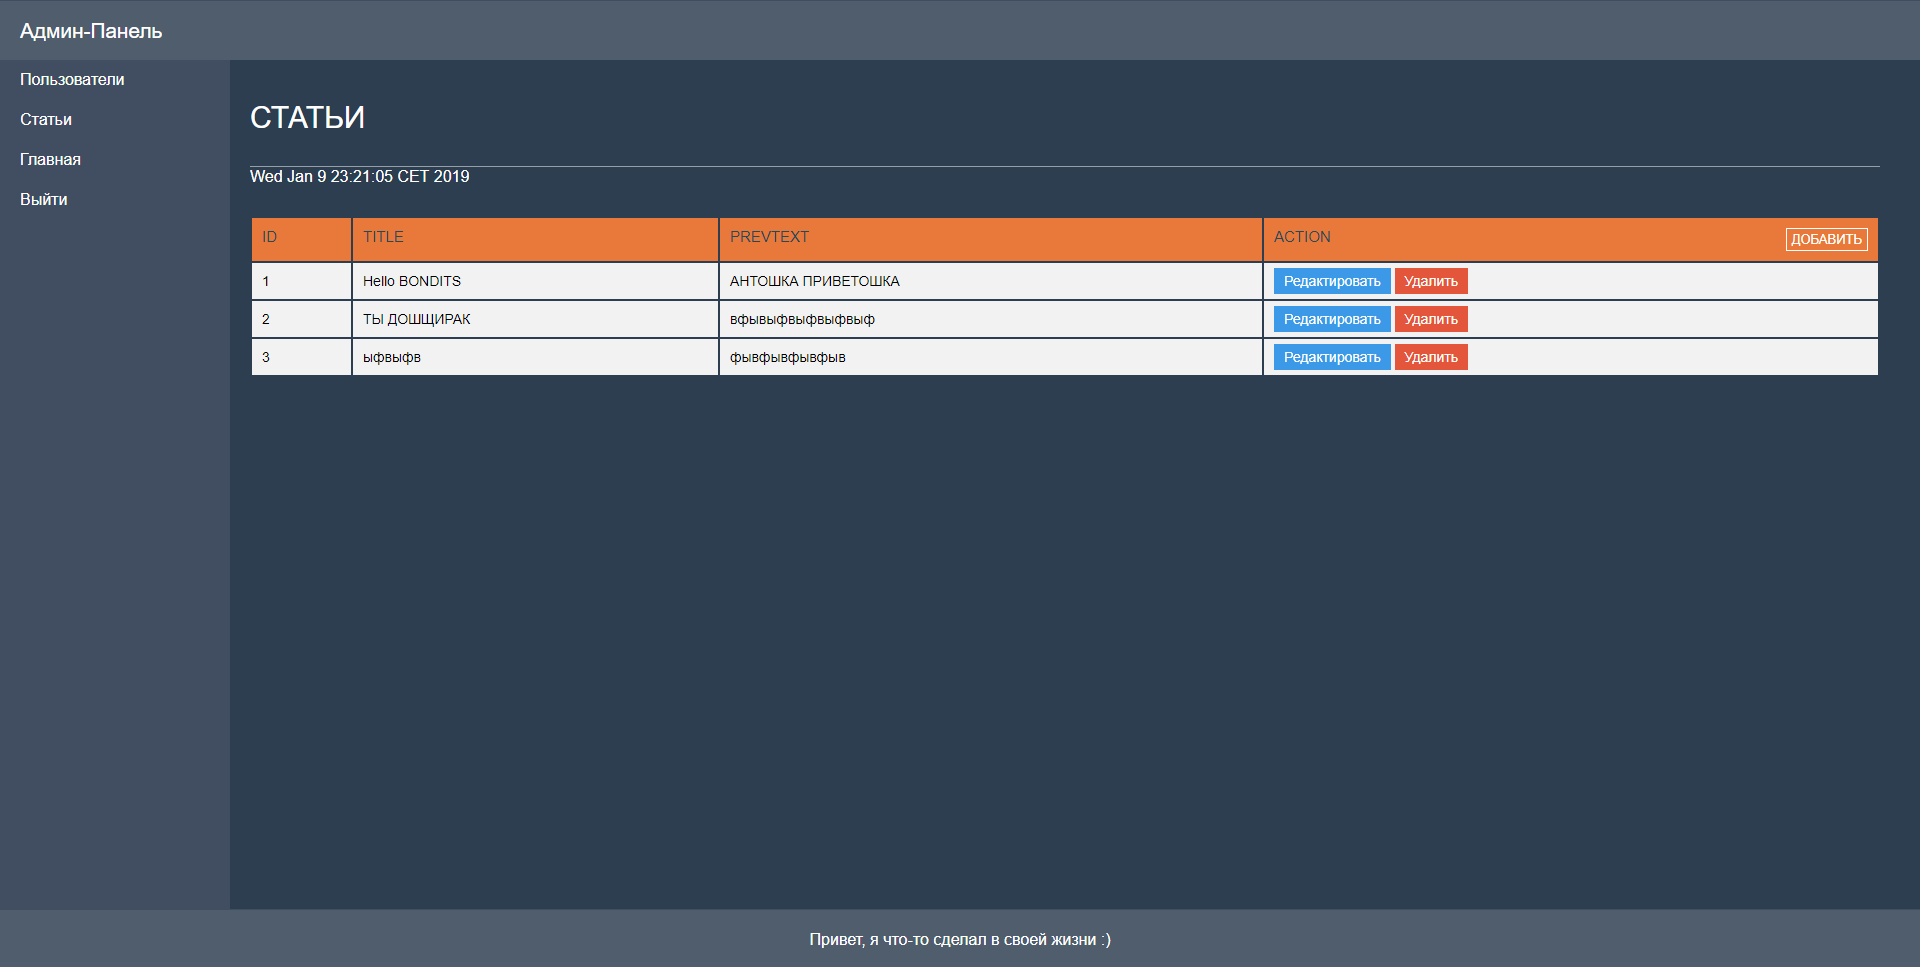 Админ-Панель
Пользователи
Статьи
Главная
Выйти
СТАТЬИ
Wed Jan 9 23:21:05 CET 2019
ID TITLE PREVTEXT ACTION ДОБАВИТЬ
1 Hello BONDITS АНТОШКА ПРИВЕТОШКА Редактировать Удалить
2 ТЫ ДОШЩИРАК вфывыфвыфвыфвыф Редактировать Удалить
3 ыфвыфв фывфывфывфыв Редактировать Удалить
Привет, я что-то сделал в своей жизни :)